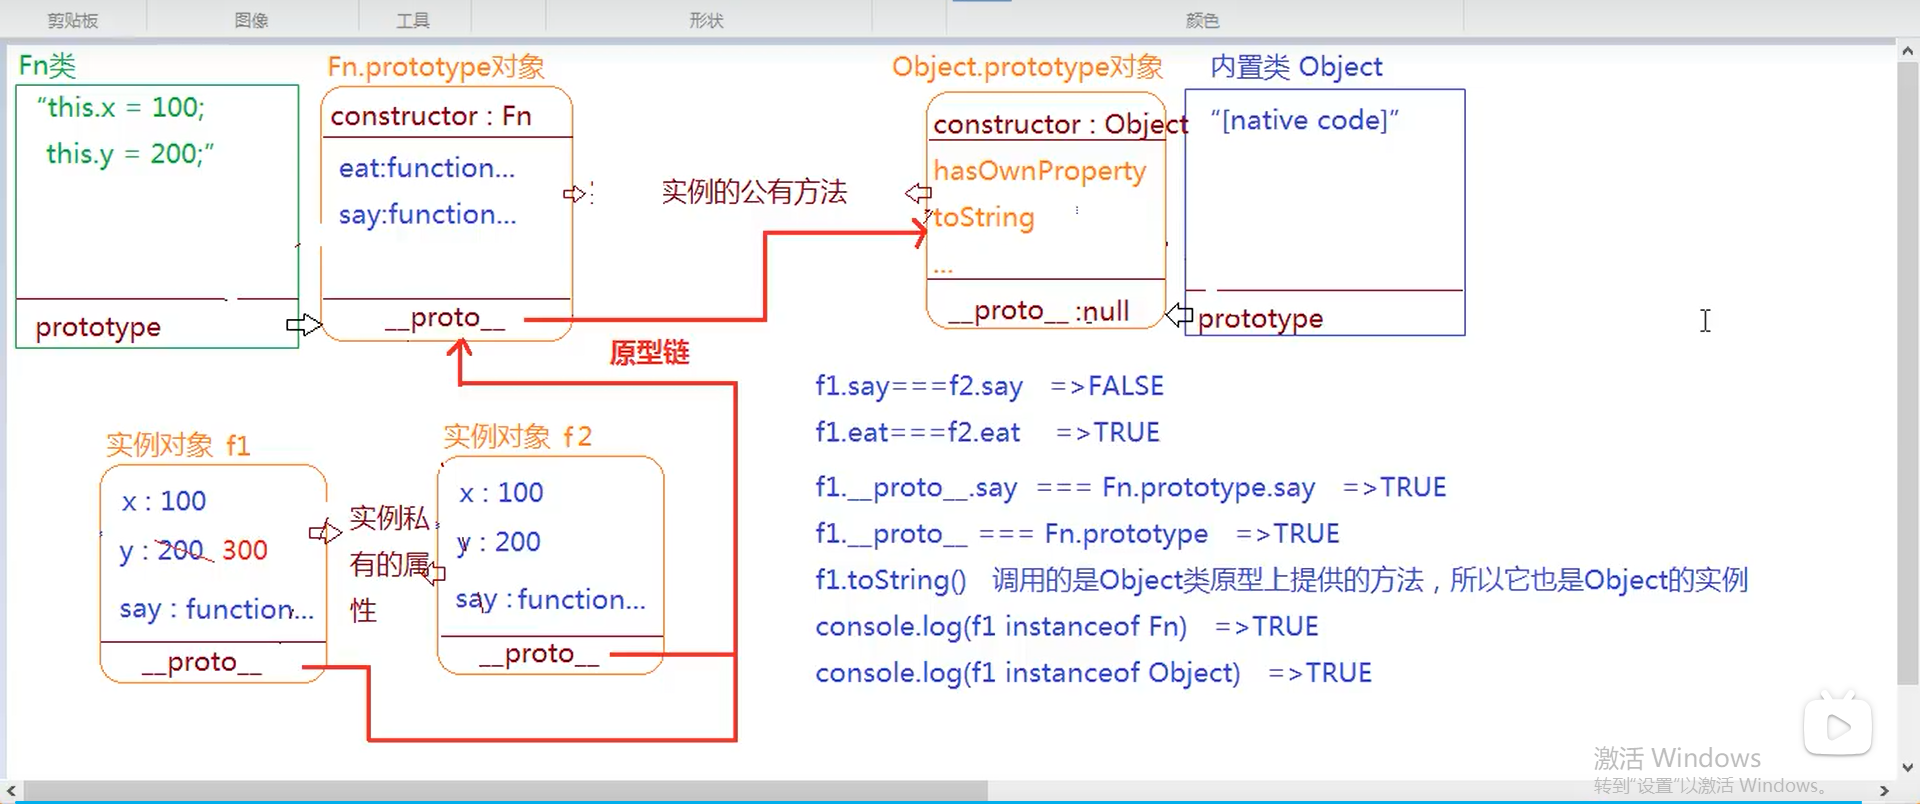 剪贴板
图像
工具
形状
颜色
Fn类
“this.x = 100;
this.y = 200;”
prototype
Fn.prototype对象
constructor : Fn
eat:function...
say:function...
__proto__
实例的公有方法
Object.prototype对象
constructor : Object
hasOwnProperty
toString
...
__proto__ :null
内置类 Object
“[native code]”
prototype
原型链
实例对象 f1
x : 100
y : 200 300
say : function...
__proto__
实例私
有的属
性
实例对象 f2
x : 100
y : 200
say : function...
__proto__
f1.say===f2.say =>FALSE
f1.eat===f2.eat =>TRUE
f1.__proto__.say === Fn.prototype.say =>TRUE
f1.__proto__ === Fn.prototype =>TRUE
f1.toString() 调用的是Object类原型上提供的方法，所以它也是Object的实例
console.log(f1 instanceof Fn) =>TRUE
console.log(f1 instanceof Object) =>TRUE
激活 Windows
转到“设置”以激活 Windows。